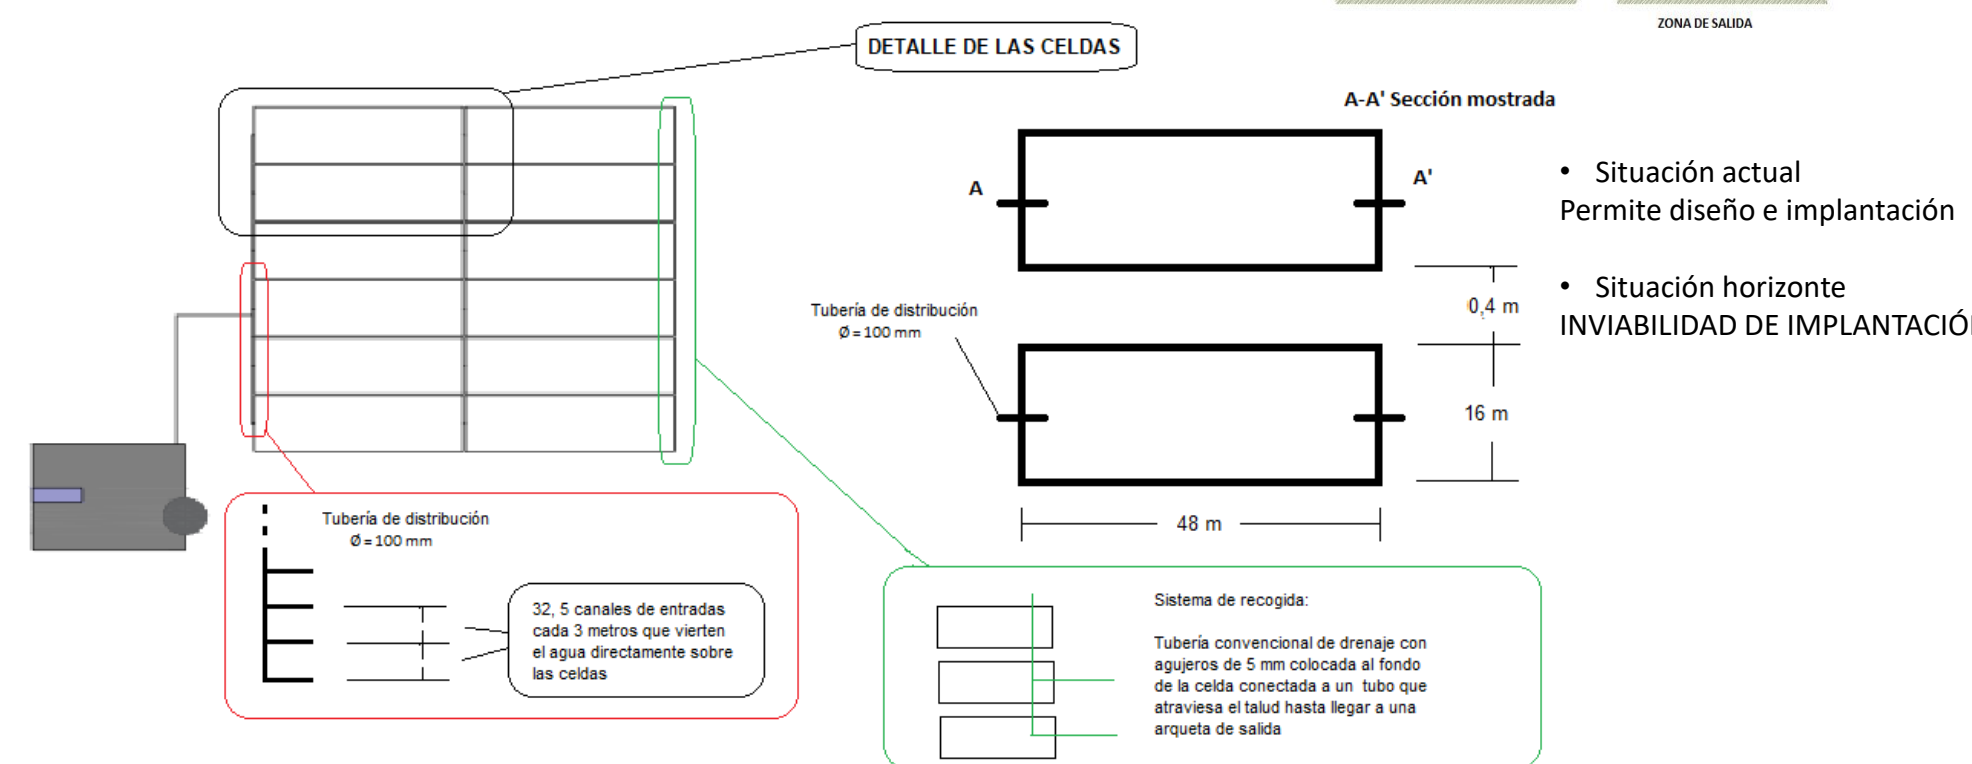 ZONA DE SALIDA
DETALLE DE LAS CELDAS
A-A' Sección mostrada
A
A'
• Situación actual
Permite diseño e implantación
• Situación horizonte
INVIABILIDAD DE IMPLANTACIÓN
Tubería de distribución
Ø = 100 mm
0,4 m
16 m
48 m
Tubería de distribución
Ø = 100 mm
32, 5 canales de entradas
cada 3 metros que vierten
el agua directamente sobre
las celdas
Sistema de recogida:
Tubería convencional de drenaje con
agujeros de 5 mm colocada al fondo
de la celda conectada a un tubo que
atraviesa el talud hasta llegar a una
arqueta de salida